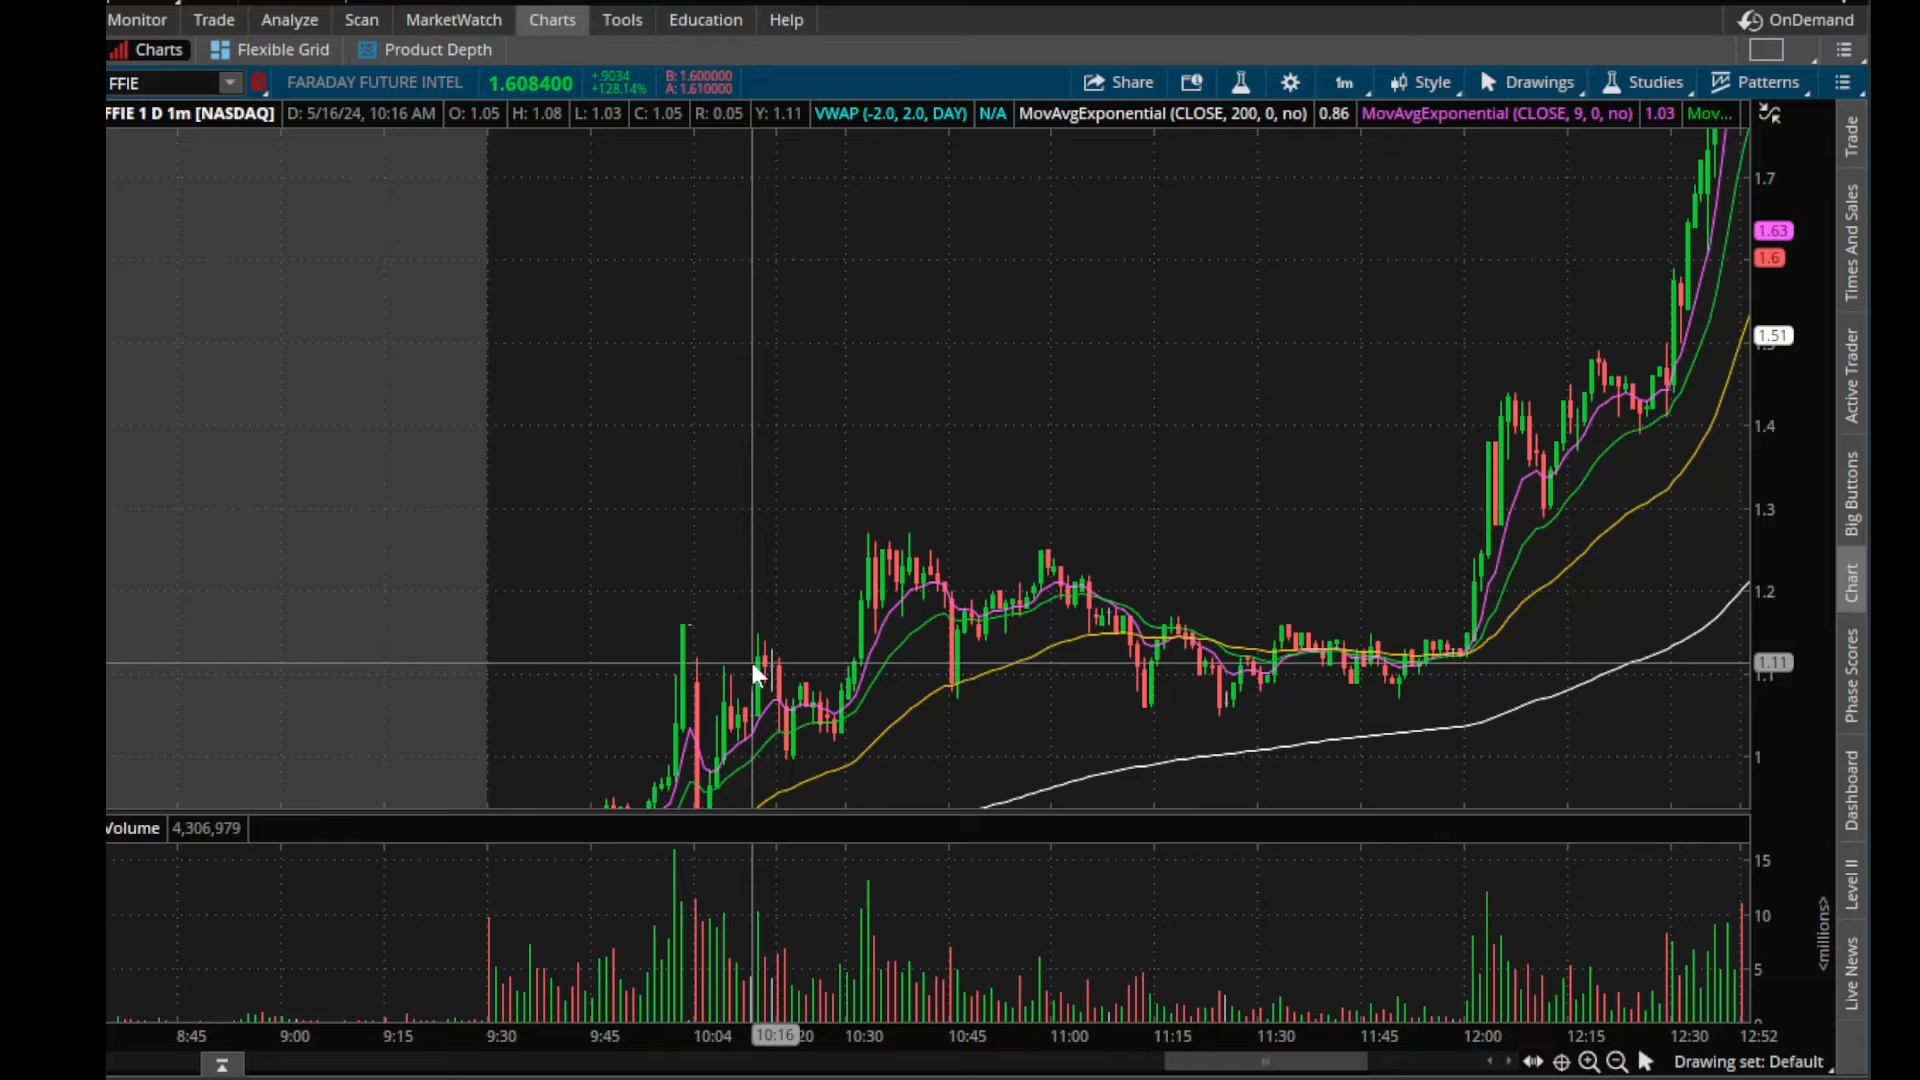 Monitor Trade Analyze Scan MarketWatch Charts Tools Education Help OnDemand
Charts Flexible Grid Product Depth
FFIE FARADAY FUTURE INTEL 1.608400 +.9034 +128.14% B: 1.600000 A: 1.610000 Share 1m Style Drawings Studies Patterns
FFIE 1 D 1m [NASDAQ] D: 5/16/24, 10:16 AM O: 1.05 H: 1.08 L: 1.03 C: 1.05 R: 0.05 Y: 1.11 VWAP (-2.0, 2.0, DAY) N/A MovAvgExponential (CLOSE, 200, 0, no) 0.86 MovAvgExponential (CLOSE, 9, 0, no) 1.03 Mov...
1.7
1.63
1.6
1.51
1.4
1.3
1.2
1.11
1
Volume 4,306,979
15
10
5
<millions>
8:45 9:00 9:15 9:30 9:45 10:04 10:16 20 10:30 10:45 11:00 11:15 11:30 11:45 12:00 12:15 12:30 12:52
Drawing set: Default
Trade
Times And Sales
Active Trader
Big Buttons
Chart
Phase Scores
Dashboard
Level II
Live News